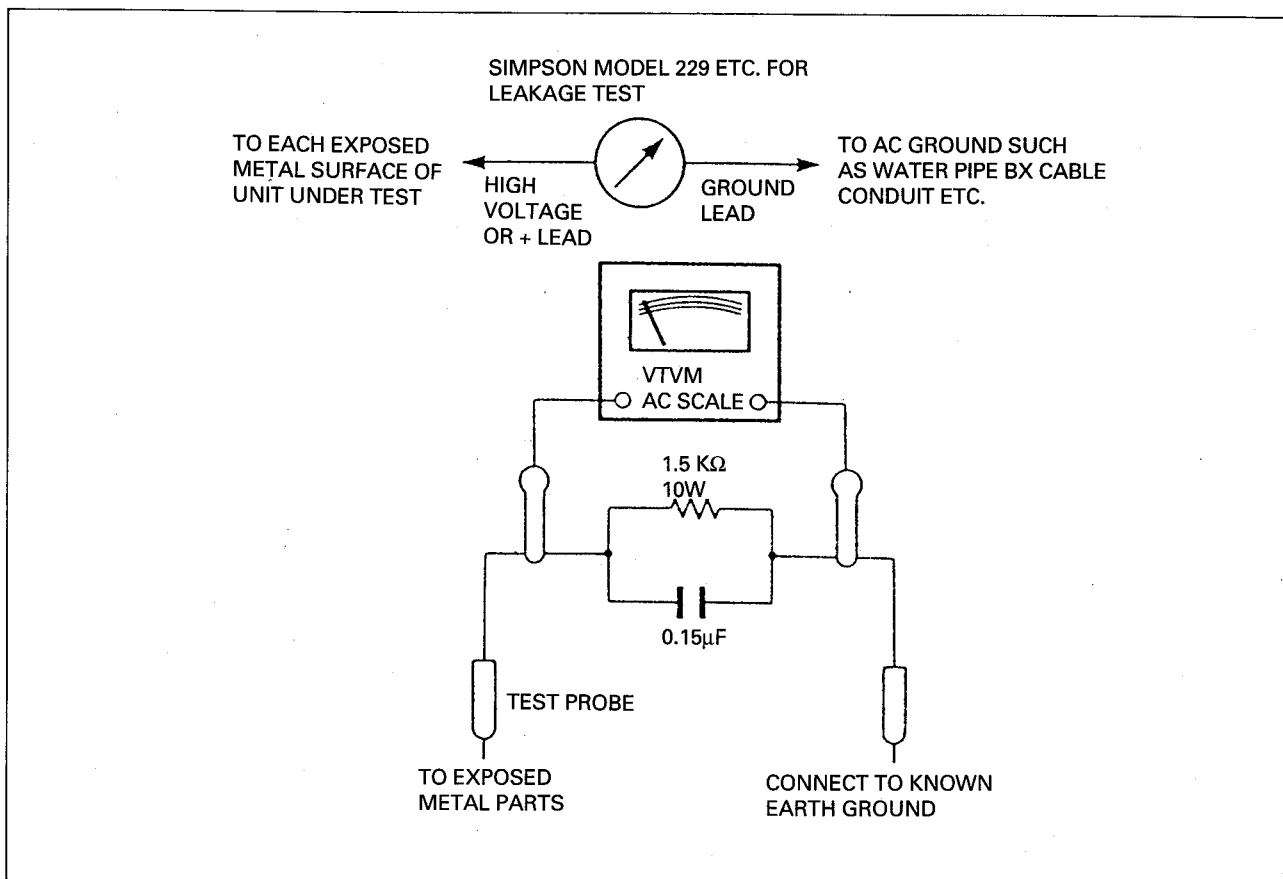 SIMPSON MODEL 229 ETC. FOR
LEAKAGE TEST
TO EACH EXPOSED
METAL SURFACE OF
UNIT UNDER TEST
HIGH
VOLTAGE
OR + LEAD
GROUND
LEAD
TO AC GROUND SUCH
AS WATER PIPE BX CABLE
CONDUIT ETC.
VTVM
AC SCALE
1.5 KΩ
10W
0.15μF
TEST PROBE
TO EXPOSED
METAL PARTS
CONNECT TO KNOWN
EARTH GROUND